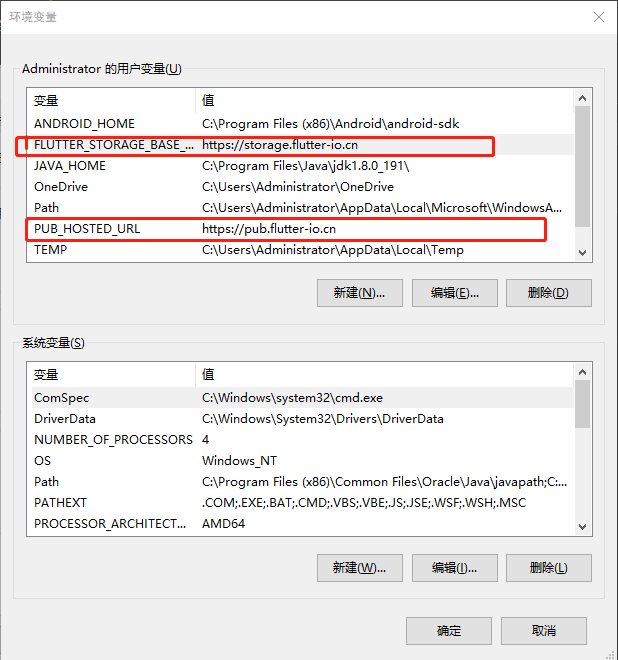 环境变量
Administrator 的用户变量(U)
变量 值
ANDROID_HOME C:\Program Files (x86)\Android\android-sdk
FLUTTER_STORAGE_BASE_... https://storage.flutter-io.cn
JAVA_HOME C:\Program Files\Java\jdk1.8.0_191\
OneDrive C:\Users\Administrator\OneDrive
Path C:\Users\Administrator\AppData\Local\Microsoft\WindowsA...
PUB_HOSTED_URL https://pub.flutter-io.cn
TEMP C:\Users\Administrator\AppData\Local\Temp
新建(N)... 编辑(E)... 删除(D)
系统变量(S)
变量 值
ComSpec C:\Windows\system32\cmd.exe
DriverData C:\Windows\System32\Drivers\DriverData
NUMBER_OF_PROCESSORS 4
OS Windows_NT
Path C:\Program Files (x86)\Common Files\Oracle\Java\javapath;C:...
PATHEXT .COM;.EXE;.BAT;.CMD;.VBS;.VBE;.JS;.JSE;.WSF;.WSH;.MSC
PROCESSOR_ARCHITECT... AMD64
新建(W)... 编辑(I)... 删除(L)
确定 取消